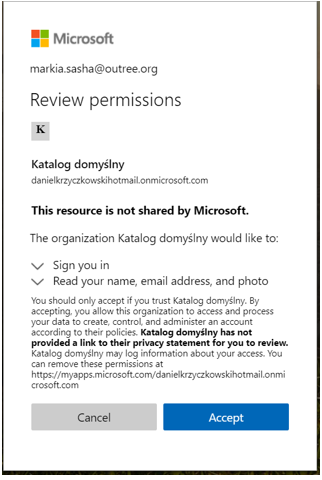 Microsoft
markia.sasha@outree.org
Review permissions
K
Katalog domyślny
danielkrzyczkowskihotmail.onmicrosoft.com
This resource is not shared by Microsoft.
The organization Katalog domyślny would like to:
Sign you in
Read your name, email address, and photo
You should only accept if you trust Katalog domyślny. By
accepting, you allow this organization to access and process
your data to create, control, and administer an account
according to their policies. Katalog domyślny has not
provided a link to their privacy statement for you to review.
Katalog domyślny may log information about your access. You
can remove these permissions at
https://myapps.microsoft.com/danielkrzyczkowskihotmail.onmi
crosoft.com
Cancel
Accept